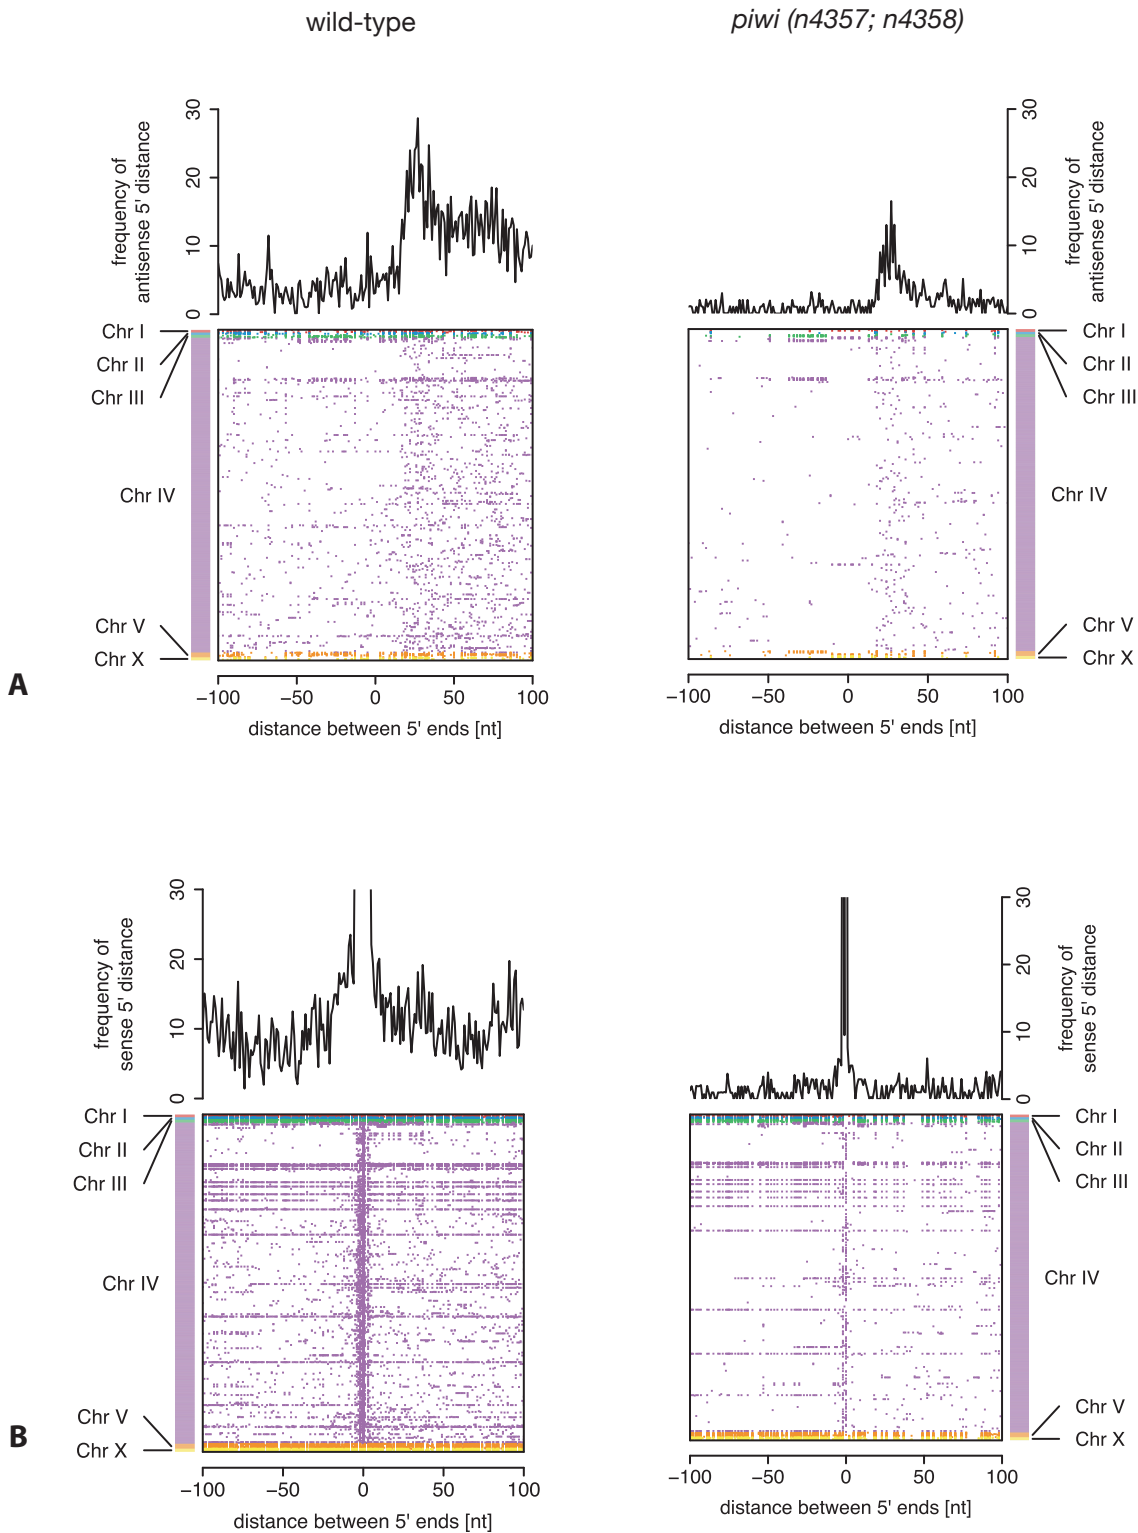 wild-type
piwi (n4357; n4358)
frequency of
antisense 5' distance
0
10
20
30
Chr I
Chr II
Chr III
Chr IV
Chr V
Chr X
−100
−50
0
50
100
distance between 5' ends [nt]
frequency of
antisense 5' distance
0
10
20
30
Chr I
Chr II
Chr III
Chr IV
Chr V
Chr X
−100
−50
0
50
100
distance between 5' ends [nt]
A
frequency of
sense 5' distance
0
10
20
30
Chr I
Chr II
Chr III
Chr IV
Chr V
Chr X
−100
−50
0
50
100
distance between 5' ends [nt]
frequency of
sense 5' distance
0
10
20
30
Chr I
Chr II
Chr III
Chr IV
Chr V
Chr X
−100
−50
0
50
100
distance between 5' ends [nt]
B